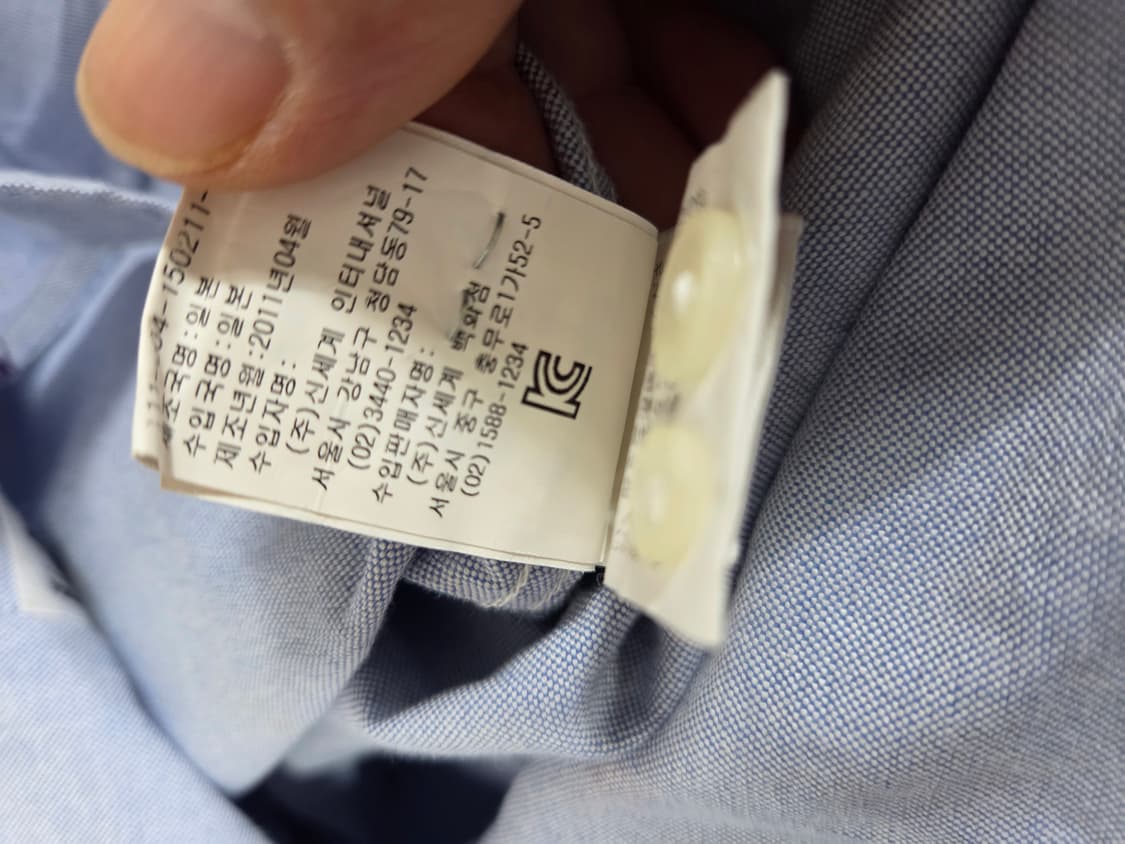 -150211-
제조국명:일본
수입국명:일본
제조년월:2011년04월
수입자명:
(주)신세계 인터내셔널
서울시 강남구 청담동79-17
(02)3440-1234
수입판매자명:
(주)신세계 백화점
서울시 중구 충무로1가52-5
(02)1588-1234